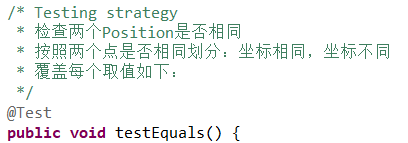 /* Testing strategy
 * 检查两个Position是否相同
 * 按照两个点是否相同划分：坐标相同，坐标不同
 * 覆盖每个取值如下：
 */
@Test
public void testEquals() {